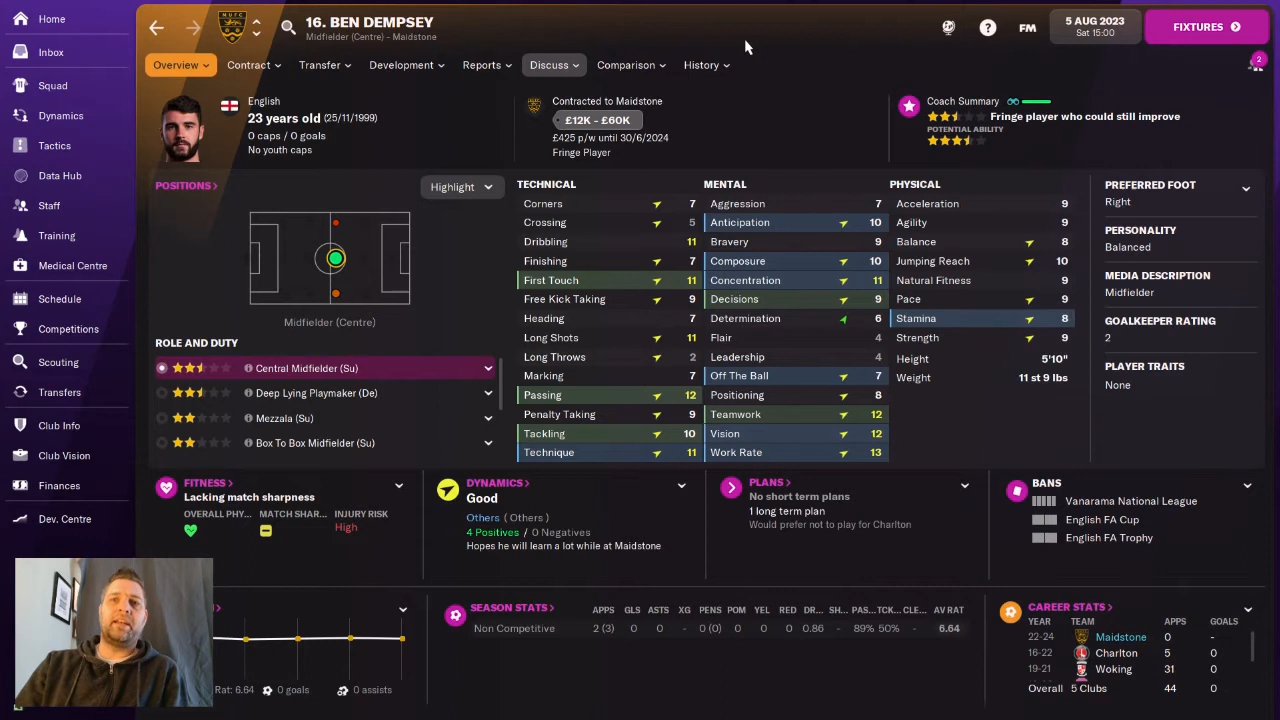 Home
Inbox
Squad
Dynamics
Tactics
Data Hub
Staff
Training
Medical Centre
Schedule
Competitions
Scouting
Transfers
Club Info
Club Vision
Finances
Dev. Centre
NUFC
16. BEN DEMPSEY
Midfielder (Centre) - Maidstone
FM
5 AUG 2023
Sat 15:00
FIXTURES
2
Overview
Contract
Transfer
Development
Reports
Discuss
Comparison
History
English
23 years old (25/11/1999)
0 caps / 0 goals
No youth caps
Contracted to Maidstone
£12K - £60K
£425 p/w until 30/6/2024
Fringe Player
Coach Summary
Fringe player who could still improve
POTENTIAL ABILITY
POSITIONS
Highlight
Midfielder (Centre)
ROLE AND DUTY
Central Midfielder (Su)
Deep Lying Playmaker (De)
Mezzala (Su)
Box To Box Midfielder (Su)
TECHNICAL
Corners 7
Crossing 5
Dribbling 11
Finishing 7
First Touch 11
Free Kick Taking 9
Heading 7
Long Shots 11
Long Throws 2
Marking 7
Passing 12
Penalty Taking 9
Tackling 10
Technique 11
MENTAL
Aggression 7
Anticipation 10
Bravery 9
Composure 10
Concentration 11
Decisions 9
Determination 6
Flair 4
Leadership 4
Off The Ball 7
Positioning 8
Teamwork 12
Vision 12
Work Rate 13
PHYSICAL
Acceleration 9
Agility 9
Balance 8
Jumping Reach 10
Natural Fitness 9
Pace 9
Stamina 8
Strength 9
Height 5'10"
Weight 11 st 9 lbs
PREFERRED FOOT
Right
PERSONALITY
Balanced
MEDIA DESCRIPTION
Midfielder
GOALKEEPER RATING
2
PLAYER TRAITS
None
FITNESS
Lacking match sharpness
OVERALL PHY... MATCH SHAR... INJURY RISK
High
DYNAMICS
Good
Others (Others)
4 Positives / 0 Negatives
Hopes he will learn a lot while at Maidstone
PLANS
No short term plans
1 long term plan
Would prefer not to play for Charlton
BANS
Vanarama National League
English FA Cup
English FA Trophy
Rat: 6.64 0 goals 0 assists
SEASON STATS APPS GLS ASTS XG PENS POM YEL RED DR... SH... PAS... TCK... CLE... AV RAT
Non Competitive 2 (3) 0 0 - 0 (0) 0 0 0 0.86 - 89% 50% - 6.64
CAREER STATS
YEAR TEAM APPS GOALS
22-24 Maidstone 0 -
16-22 Charlton 5 0
19-21 Woking 31 0
Overall 5 Clubs 44 0